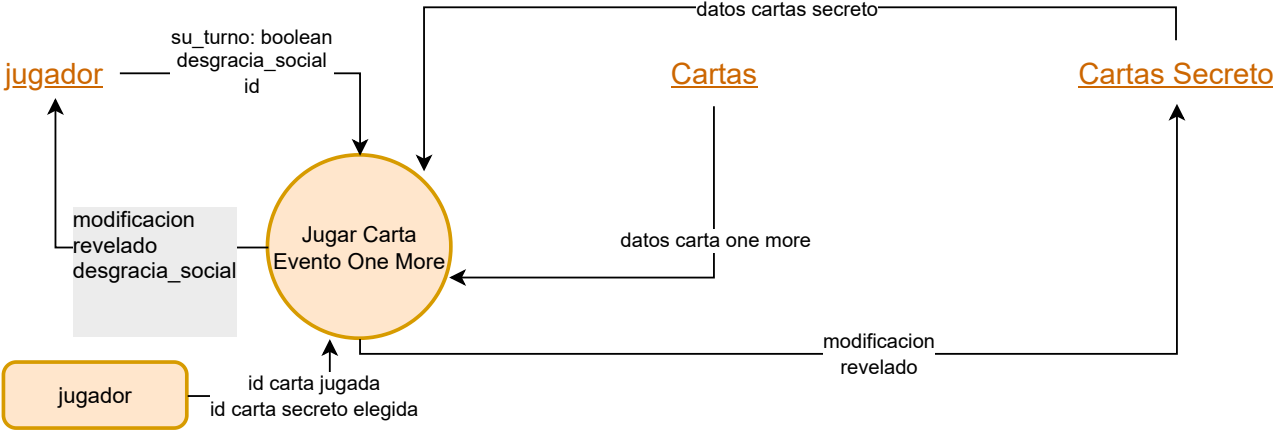 datos cartas secreto
su_turno: boolean
desgracia_social
id
jugador
Cartas
Cartas Secreto
modificacion
revelado
desgracia_social
Jugar Carta
Evento One More
datos carta one more
modificacion
revelado
jugador
id carta jugada
id carta secreto elegida